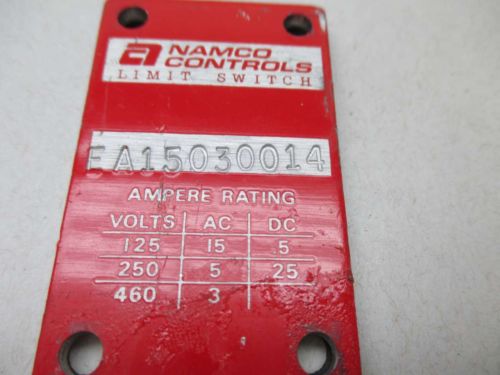 NAMCO
CONTROLS
LIMIT SWITCH
EA15030014
AMPERE RATING
VOLTS AC DC
125 15 .5
250 5 .25
460 3